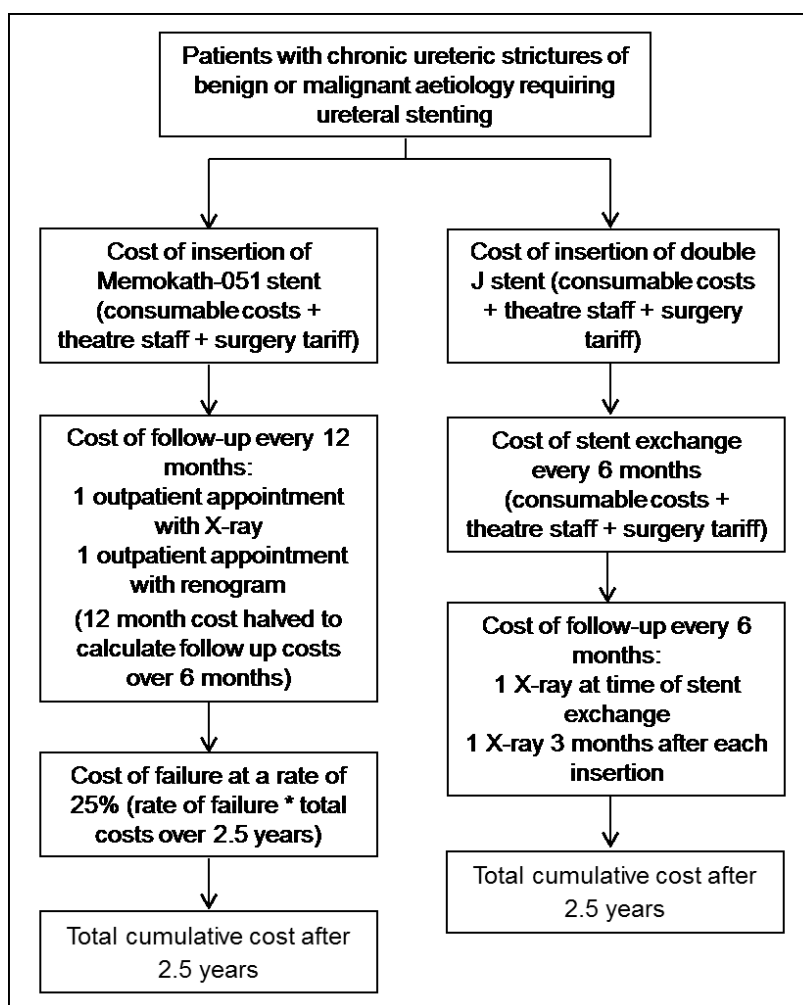 Patients with chronic ureteric strictures of
benign or malignant aetiology requiring
ureteral stenting
Cost of insertion of
Memokath-051 stent
(consumable costs +
theatre staff + surgery tariff)
Cost of follow-up every 12
months:
1 outpatient appointment
with X-ray
1 outpatient appointment
with renogram
(12 month cost halved to
calculate follow up costs
over 6 months)
Cost of failure at a rate of
25% (rate of failure * total
costs over 2.5 years)
Total cumulative cost after
2.5 years
Cost of insertion of double
J stent (consumable costs
+ theatre staff + surgery
tariff)
Cost of stent exchange
every 6 months
(consumable costs +
theatre staff + surgery tariff)
Cost of follow-up every 6
months:
1 X-ray at time of stent
exchange
1 X-ray 3 months after each
insertion
Total cumulative cost after
2.5 years